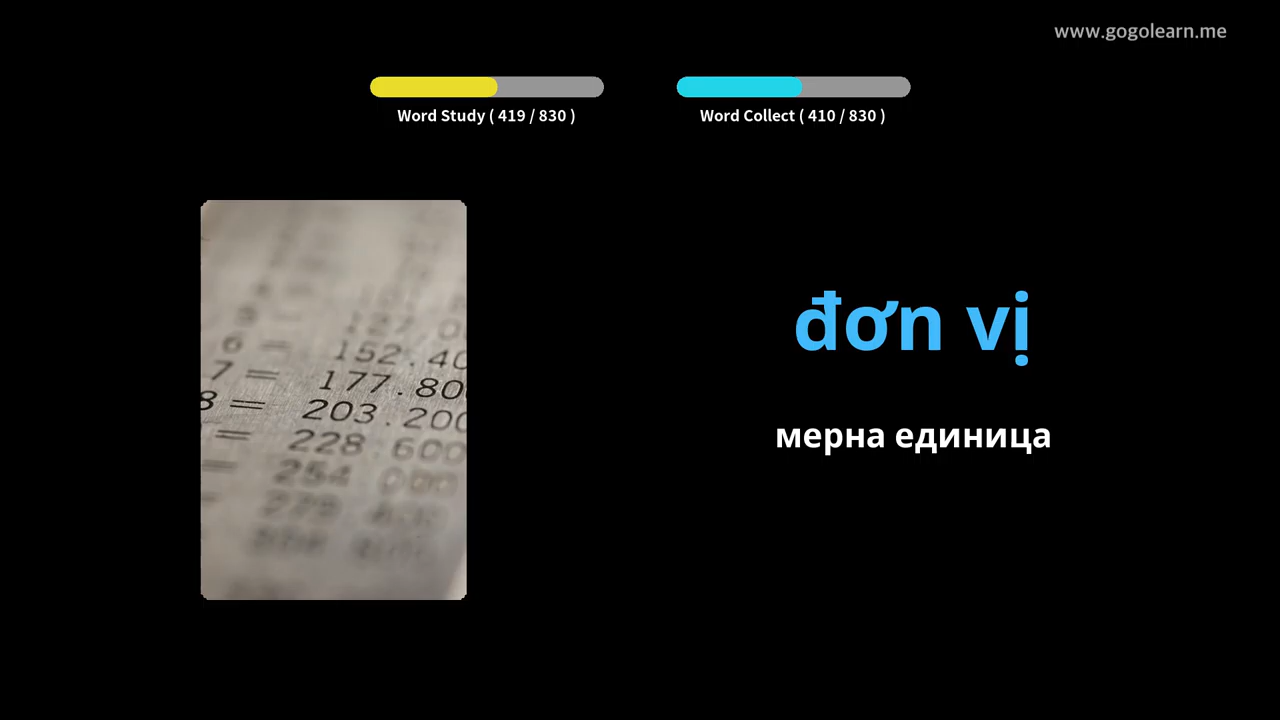 www.gogolearn.me
Word Study ( 419 / 830 )
Word Collect ( 410 / 830 )
6 = 152.40
7 = 177.80
8 = 203.200
= 228.600
254 000
đơn vị
мерна единица